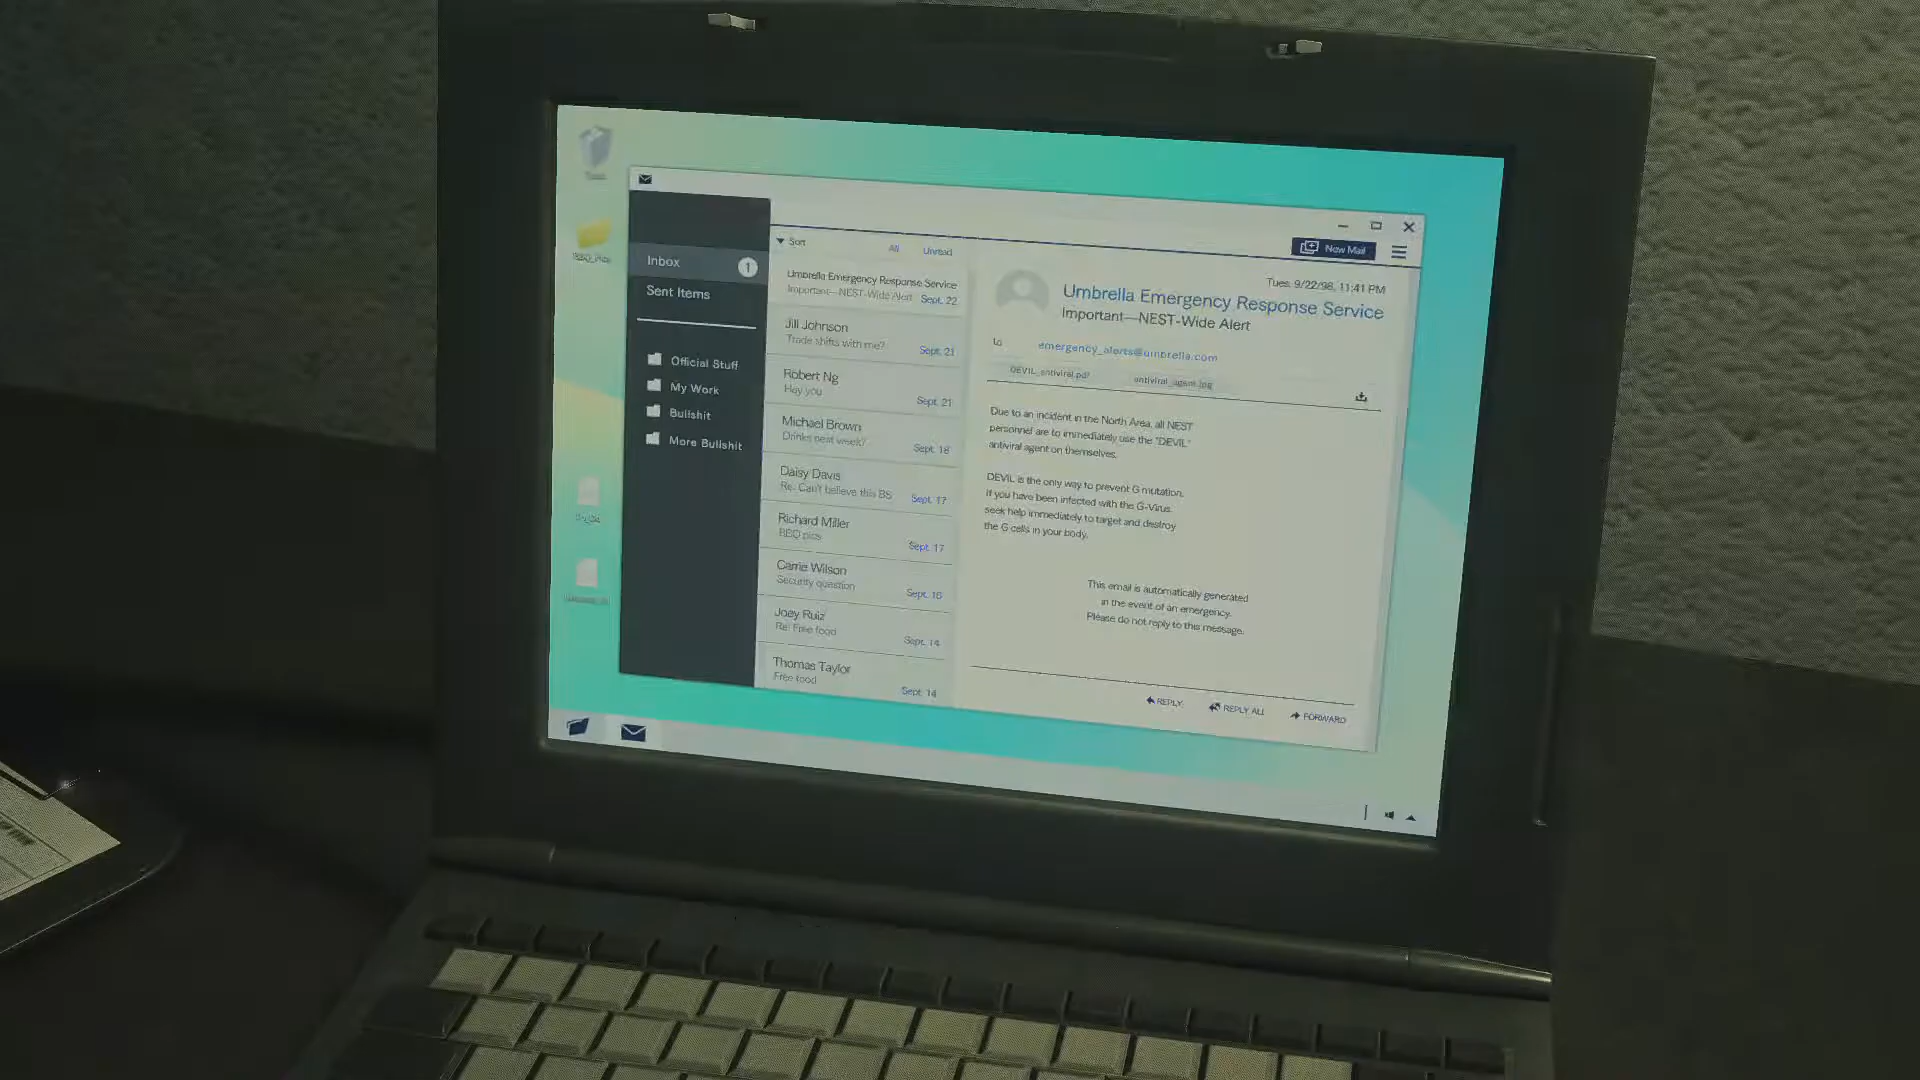 Inbox
1
Sent Items
Official Stuff
My Work
Bullshit
More Bullshit
Sort
All
Unread
Umbrella Emergency Response Service
Important—NEST-Wide Alert
Sept. 22
Jill Johnson
Trade shifts with me?
Sept. 21
Robert Ng
Hey you
Sept. 21
Michael Brown
Drinks next week?
Sept. 18
Daisy Davis
Re: Can't believe this BS
Sept. 17
Richard Miller
BBQ pics
Sept. 17
Carrie Wilson
Security question
Sept. 16
Joey Ruiz
Re: Free food
Sept. 14
Thomas Taylor
Free food
Sept. 14
New Mail
Tues, 9/22/98, 11:41 PM
Umbrella Emergency Response Service
Important—NEST-Wide Alert
to
emergency_alerts@umbrella.com
DEVIL_antiviral.pdf
antiviral_agent.jpg
Due to an incident in the North Area, all NEST
personnel are to immediately use the "DEVIL"
antiviral agent on themselves.
DEVIL is the only way to prevent G mutation.
If you have been infected with the G-Virus,
seek help immediately to target and destroy
the G cells in your body.
This email is automatically generated
in the event of an emergency.
Please do not reply to this message.
REPLY
REPLY ALL
FORWARD